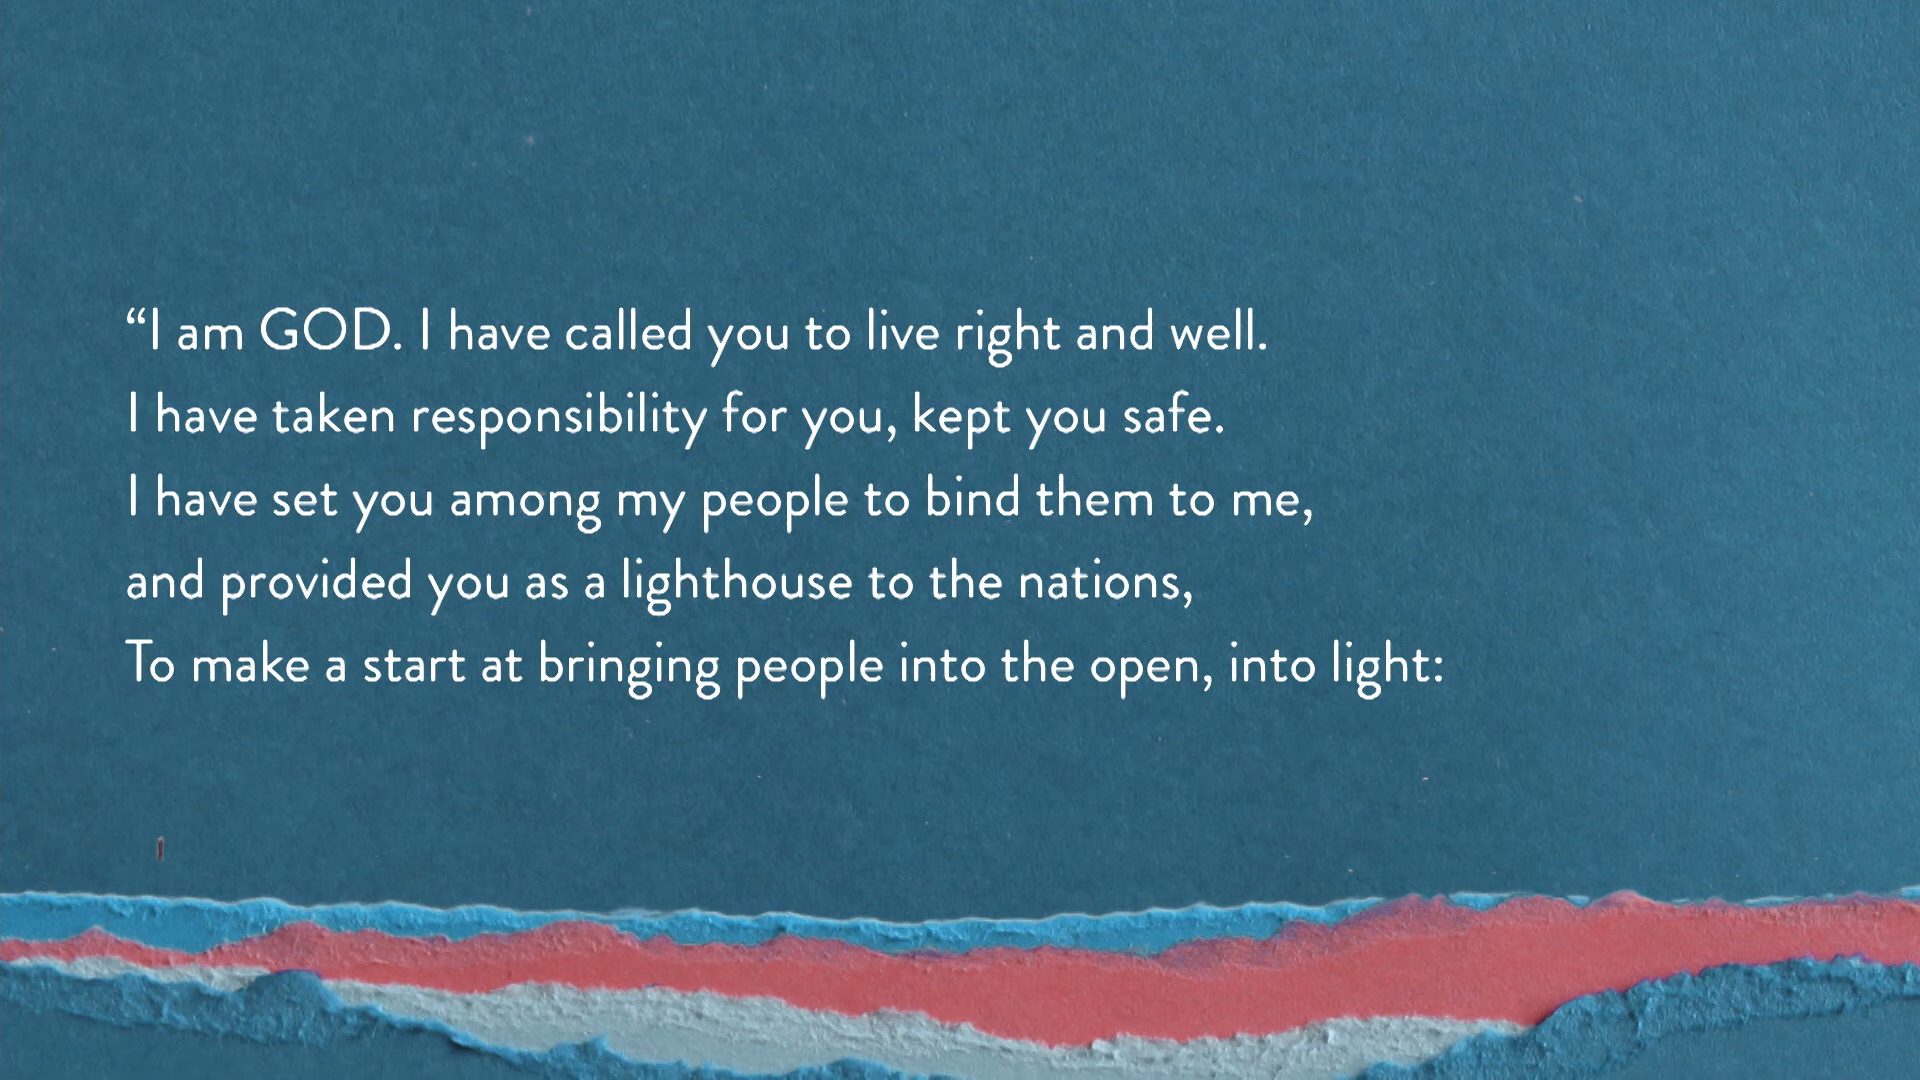 “I am GOD. I have called you to live right and well.
I have taken responsibility for you, kept you safe.
I have set you among my people to bind them to me,
and provided you as a lighthouse to the nations,
To make a start at bringing people into the open, into light: